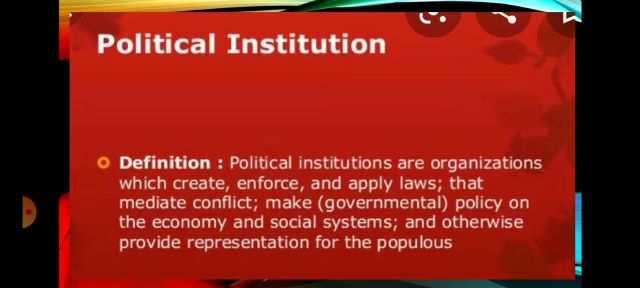 Political Institution
Definition : Political institutions are organizations
which create, enforce, and apply laws; that
mediate conflict; make (governmental) policy on
the economy and social systems; and otherwise
provide representation for the populous